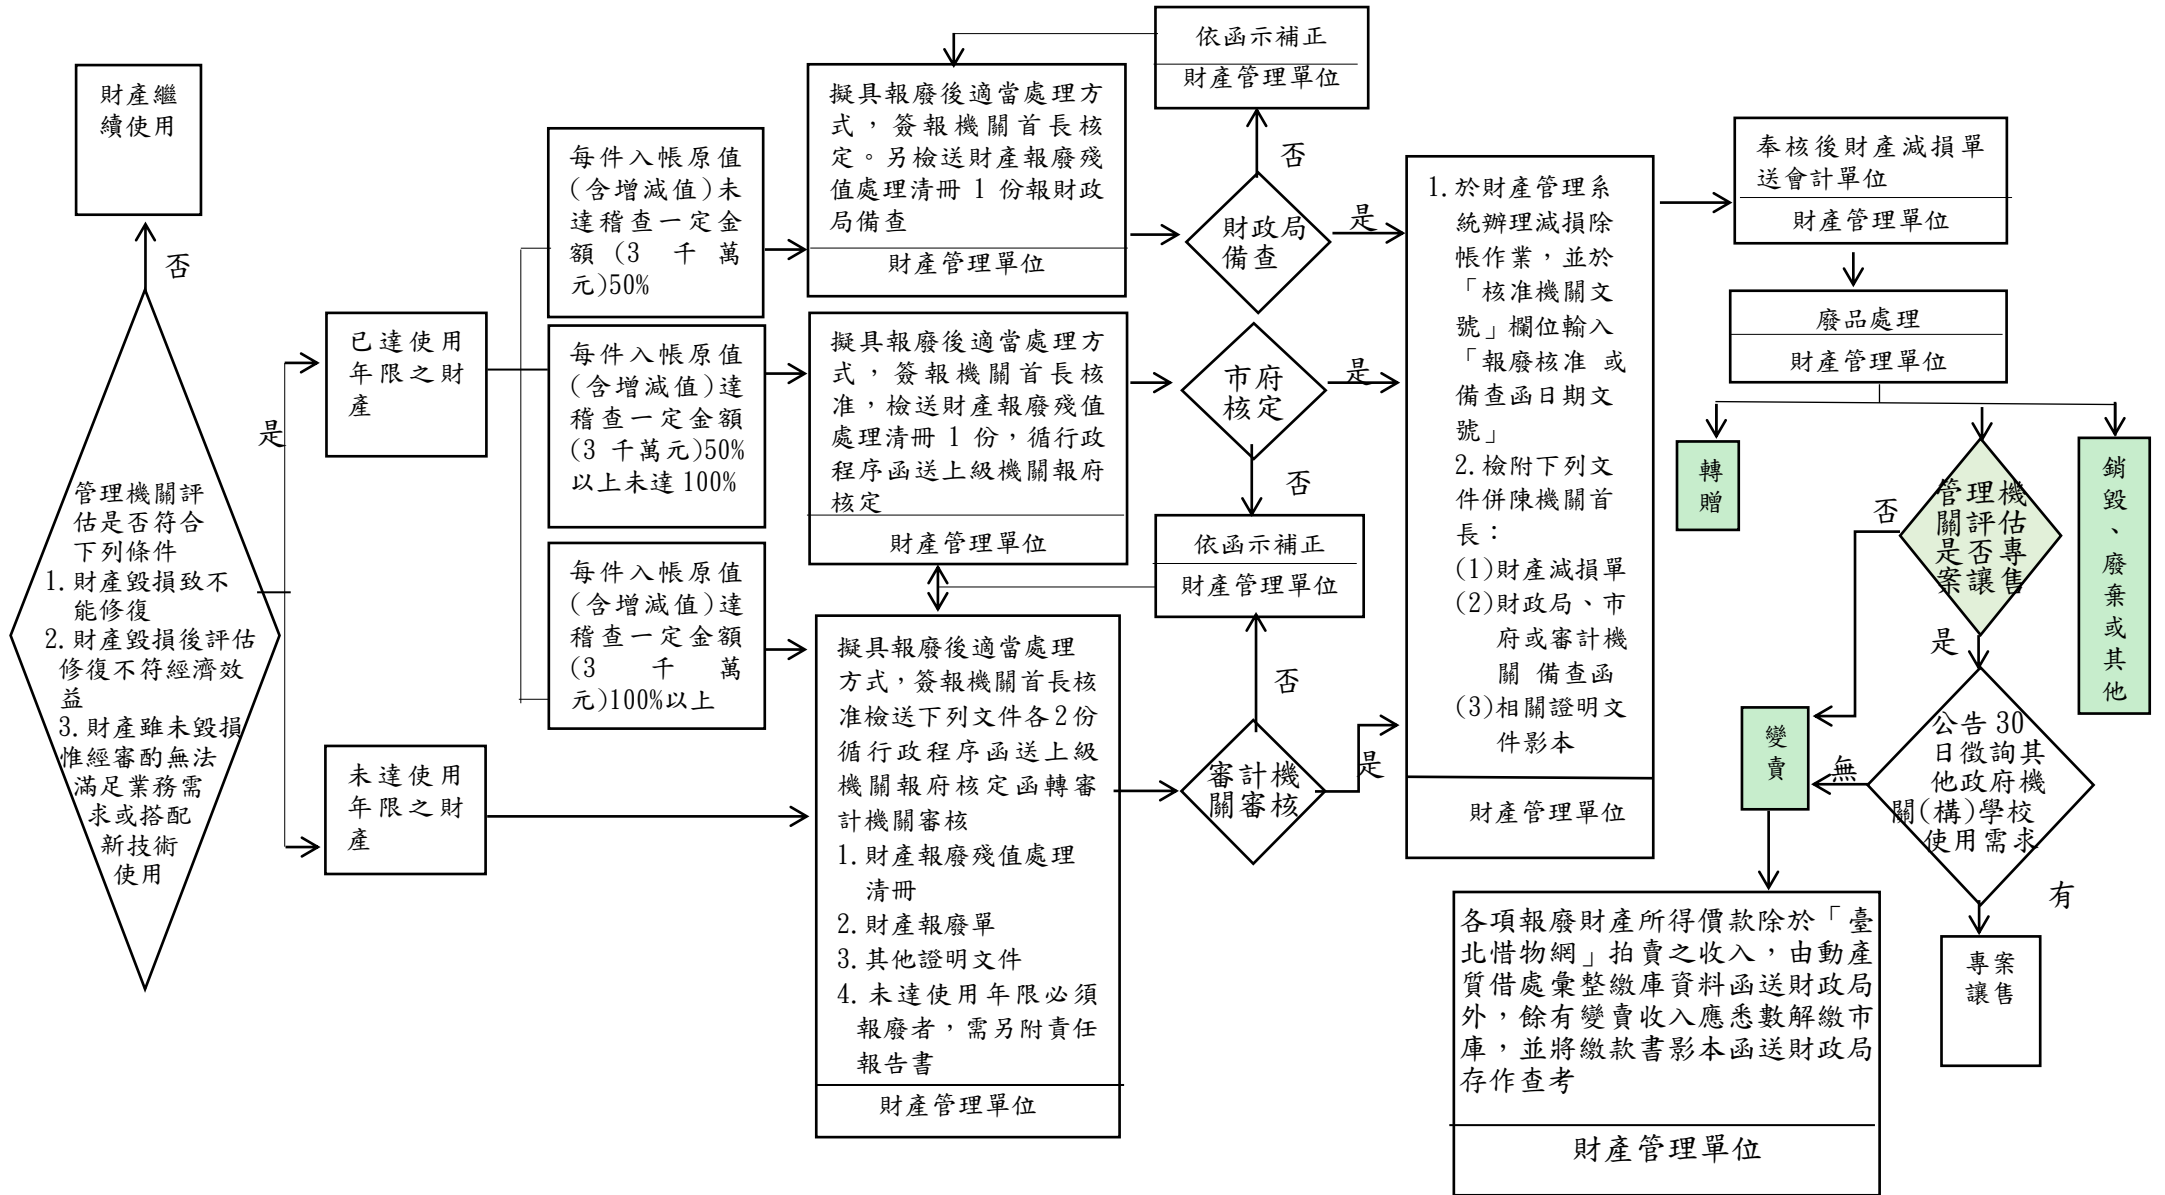 財產繼
續使用
否
管理機關評
估是否符合
下列條件
1.財產毀損致不
能修復
2.財產毀損後評估
修復不符經濟效
益
3.財產雖未毀損
惟經審酌無法
滿足業務需
求或搭配
新技術
使用
是
已達使用
年限之財
產
未達使用
年限之財
產
每件入帳原值
(含增減值)未
達稽查一定金
額(3 千萬
元)50%
每件入帳原值
(含增減值)達
稽查一定金額
(3 千萬元)50%
以上未達 100%
每件入帳原值
(含增減值)達
稽查一定金額
(3 千萬
元)100%以上
擬具報廢後適當處理方
式，簽報機關首長核
定。另檢送財產報廢殘
值處理清冊 1 份報財政
局備查
財產管理單位
擬具報廢後適當處理方
式，簽報機關首長核
准，檢送財產報廢殘值
處理清冊 1 份，循行政
程序函送上級機關報府
核定
財產管理單位
擬具報廢後適當處理
方式，簽報機關首長核
准檢送下列文件各2份
循行政程序函送上級
機關報府核定函轉審
計機關審核
1.財產報廢殘值處理
清冊
2.財產報廢單
3.其他證明文件
4.未達使用年限必須
報廢者，需另附責任
報告書
財產管理單位
依函示補正
財產管理單位
否
財政局
備查
是
市府
核定
是
否
依函示補正
財產管理單位
否
審計機
關審核
是
1.於財產管理系
統辦理減損除
帳作業，並於
「核准機關文
號」欄位輸入
「報廢核准 或
備查函日期文
號」
2.檢附下列文
件併陳機關首
長：
(1)財產減損單
(2)財政局、市
府或審計機
關 備查函
(3)相關證明文
件影本
財產管理單位
奉核後財產減損單
送會計單位
財產管理單位
廢品處理
財產管理單位
轉
贈
管理機
關評估
是否專
案讓售
否
是
銷
毀
、
廢
棄
或
其
他
變
賣
無
公告 30
日徵詢其
他政府機
關(構)學校
使用需求
有
專案
讓售
各項報廢財產所得價款除於「臺
北惜物網」拍賣之收入，由動產
質借處彙整繳庫資料函送財政局
外，餘有變賣收入應悉數解繳市
庫，並將繳款書影本函送財政局
存作查考
財產管理單位